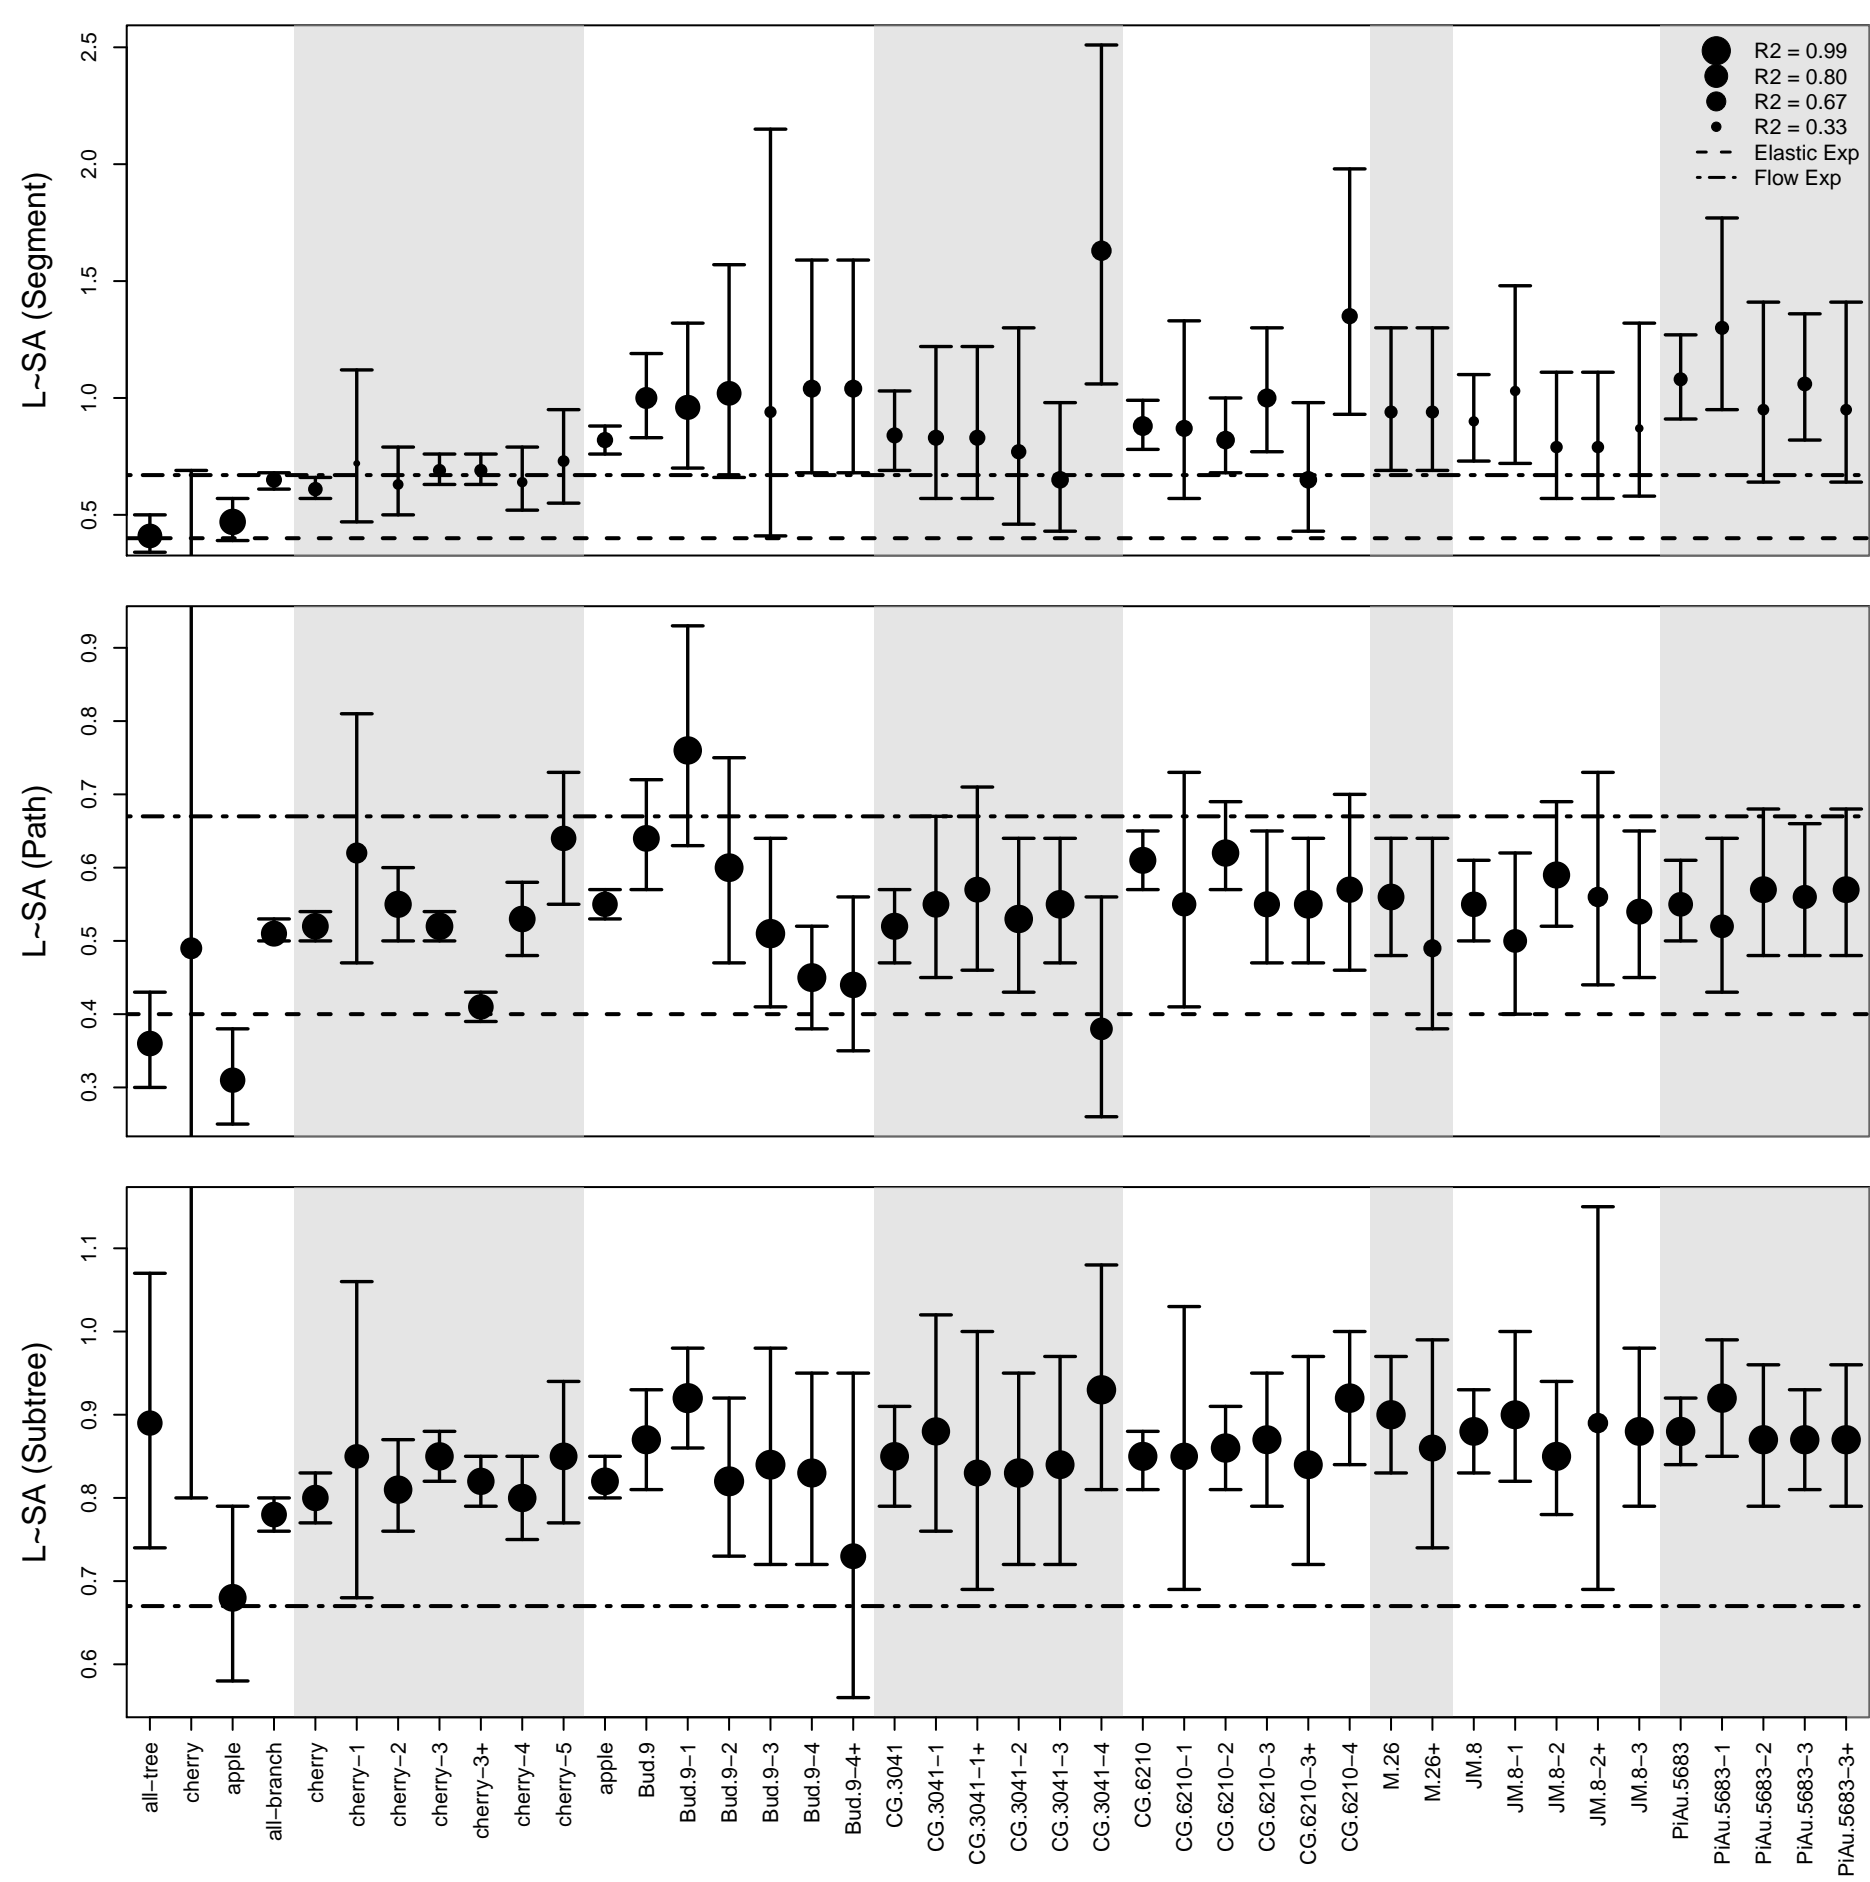 L~SA (Segment)
2.5
2.0
1.5
1.0
0.5
R2 = 0.99
R2 = 0.80
R2 = 0.67
R2 = 0.33
Elastic Exp
Flow Exp
L~SA (Path)
0.9
0.8
0.7
0.6
0.5
0.4
0.3
L~SA (Subtree)
1.1
1.0
0.9
0.8
0.7
0.6
all−tree
cherry
apple
all−branch
cherry
cherry−1
cherry−2
cherry−3
cherry−3+
cherry−4
cherry−5
apple
Bud.9
Bud.9−1
Bud.9−2
Bud.9−3
Bud.9−4
Bud.9−4+
CG.3041
CG.3041−1
CG.3041−1+
CG.3041−2
CG.3041−3
CG.3041−4
CG.6210
CG.6210−1
CG.6210−2
CG.6210−3
CG.6210−3+
CG.6210−4
M.26
M.26+
JM.8
JM.8−1
JM.8−2
JM.8−2+
JM.8−3
PiAu.5683
PiAu.5683−1
PiAu.5683−2
PiAu.5683−3
PiAu.5683−3+